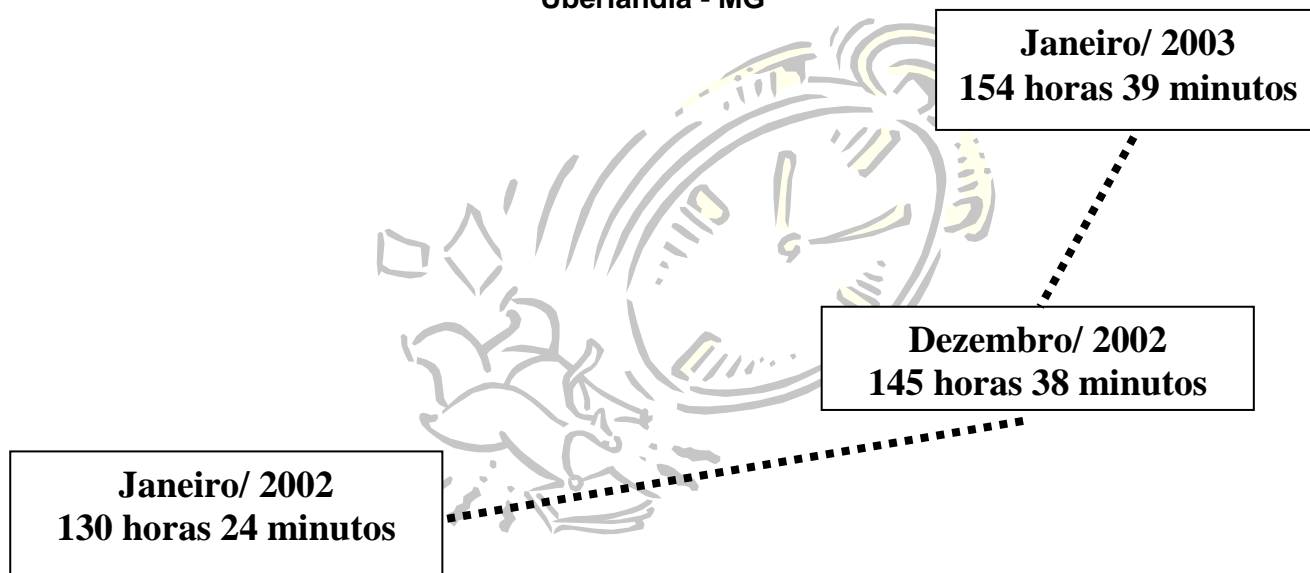 Uberlândia - MG
Janeiro/ 2003
154 horas 39 minutos
Dezembro/ 2002
145 horas 38 minutos
Janeiro/ 2002
130 horas 24 minutos